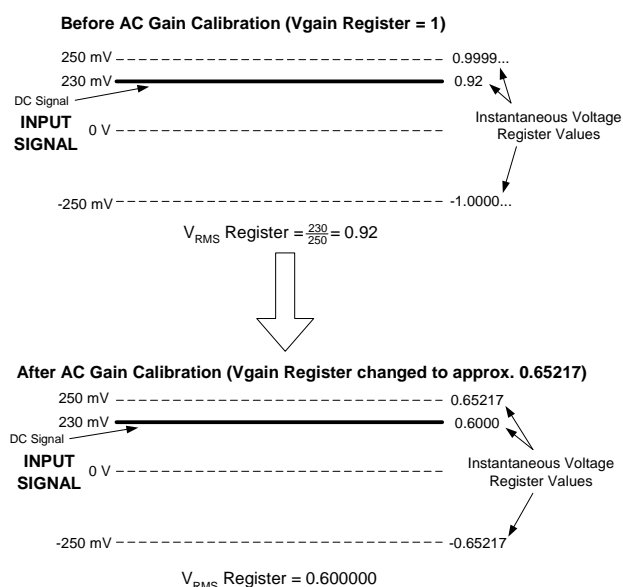 Before AC Gain Calibration (Vgain Register = 1)
250 mV 0.9999...
230 mV 0.92
DC Signal
INPUT
SIGNAL
0 V
Instantaneous Voltage
Register Values
-250 mV -1.0000...
VRMS Register = 230/250 = 0.92
After AC Gain Calibration (Vgain Register changed to approx. 0.65217)
250 mV 0.65217
230 mV 0.6000
DC Signal
INPUT
SIGNAL
0 V
Instantaneous Voltage
Register Values
-250 mV -0.65217
VRMS Register = 0.600000